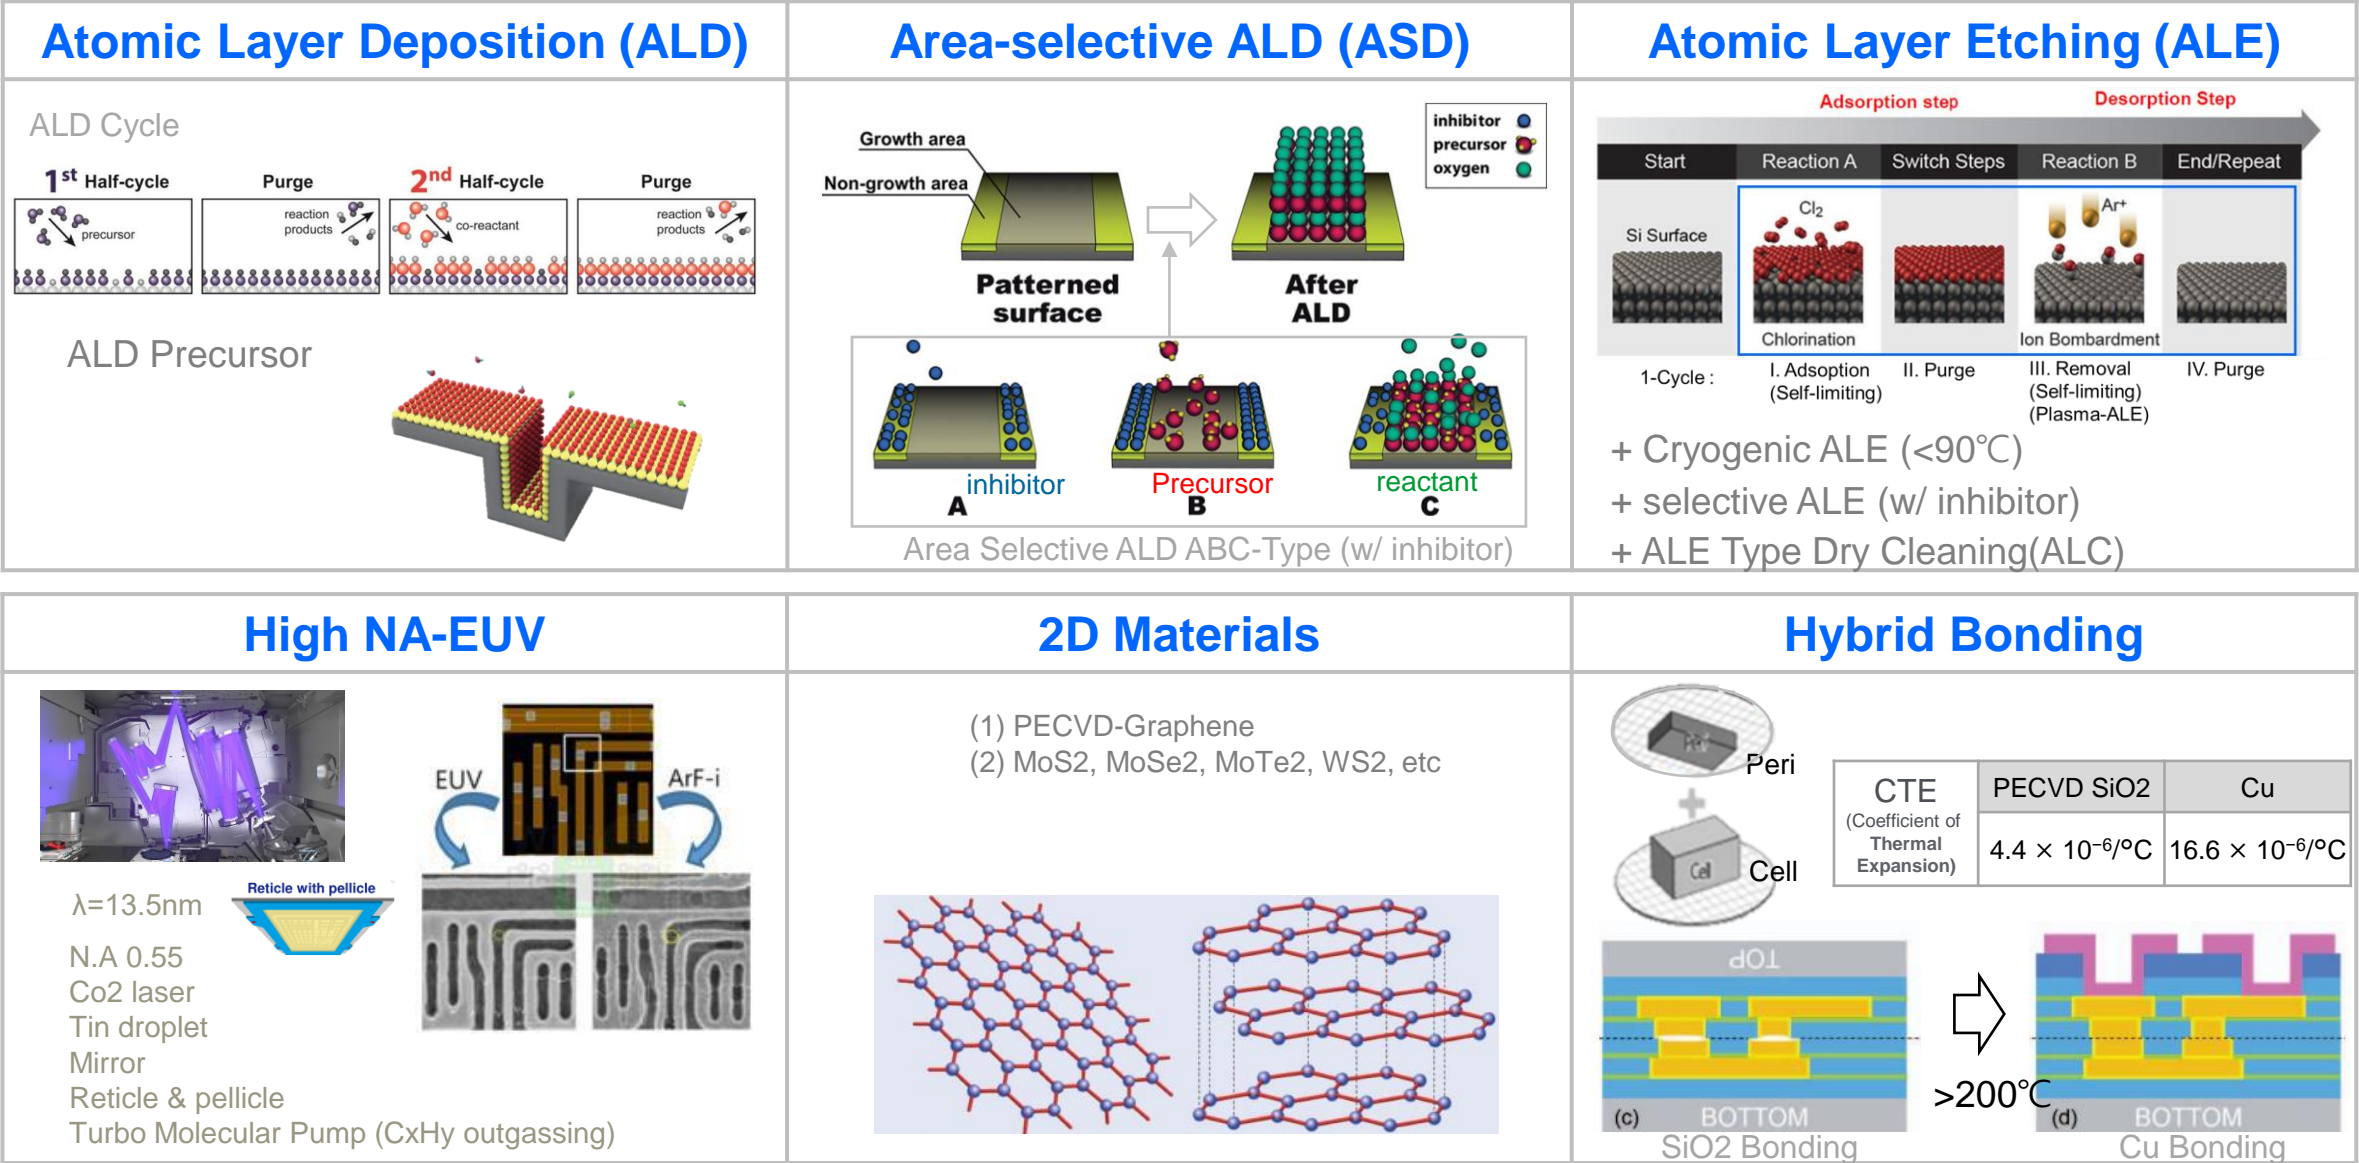 Atomic Layer Deposition (ALD)
Area-selective ALD (ASD)
Atomic Layer Etching (ALE)
ALD Cycle
1st Half-cycle
Purge
2nd Half-cycle
Purge
precursor
reaction
products
co-reactant
reaction
products
ALD Precursor
Growth area
Non-growth area
Patterned
surface
After
ALD
inhibitor
precursor
oxygen
inhibitor
A
Precursor
B
reactant
C
Area Selective ALD ABC-Type (w/ inhibitor)
Adsorption step
Desorption Step
Start
Reaction A
Switch Steps
Reaction B
End/Repeat
Si Surface
Cl2
Ar+
Chlorination
Ion Bombardment
1-Cycle :
I. Adsoption
(Self-limiting)
II. Purge
III. Removal
(Self-limiting)
(Plasma-ALE)
IV. Purge
+ Cryogenic ALE (<90℃)
+ selective ALE (w/ inhibitor)
+ ALE Type Dry Cleaning(ALC)
High NA-EUV
2D Materials
Hybrid Bonding
EUV
ArF-i
Reticle with pellicle
λ=13.5nm
N.A 0.55
Co2 laser
Tin droplet
Mirror
Reticle & pellicle
Turbo Molecular Pump (CxHy outgassing)
(1) PECVD-Graphene
(2) MoS2, MoSe2, MoTe2, WS2, etc
Peri
Peri
+
Cell
Cell
CTE
(Coefficient of
Thermal
Expansion)
PECVD SiO2
Cu
4.4 × 10−6/°C
16.6 × 10−6/°C
TOP
>200℃
(c)
BOTTOM
(d)
BOTTOM
SiO2 Bonding
Cu Bonding